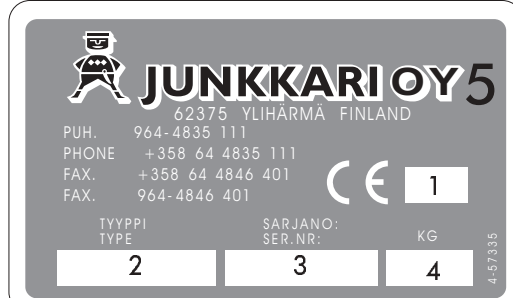 JUNKKARI OY 5
62375 YLIHÄRMÄ FINLAND
PUH. 964-4835 111
PHONE +358 64 4835 111
FAX. +358 64 4846 401
FAX. 964-4846 401
CE 1
TYYPPI SARJANO:
TYPE SER.NR: KG
2 3 4
4-57335